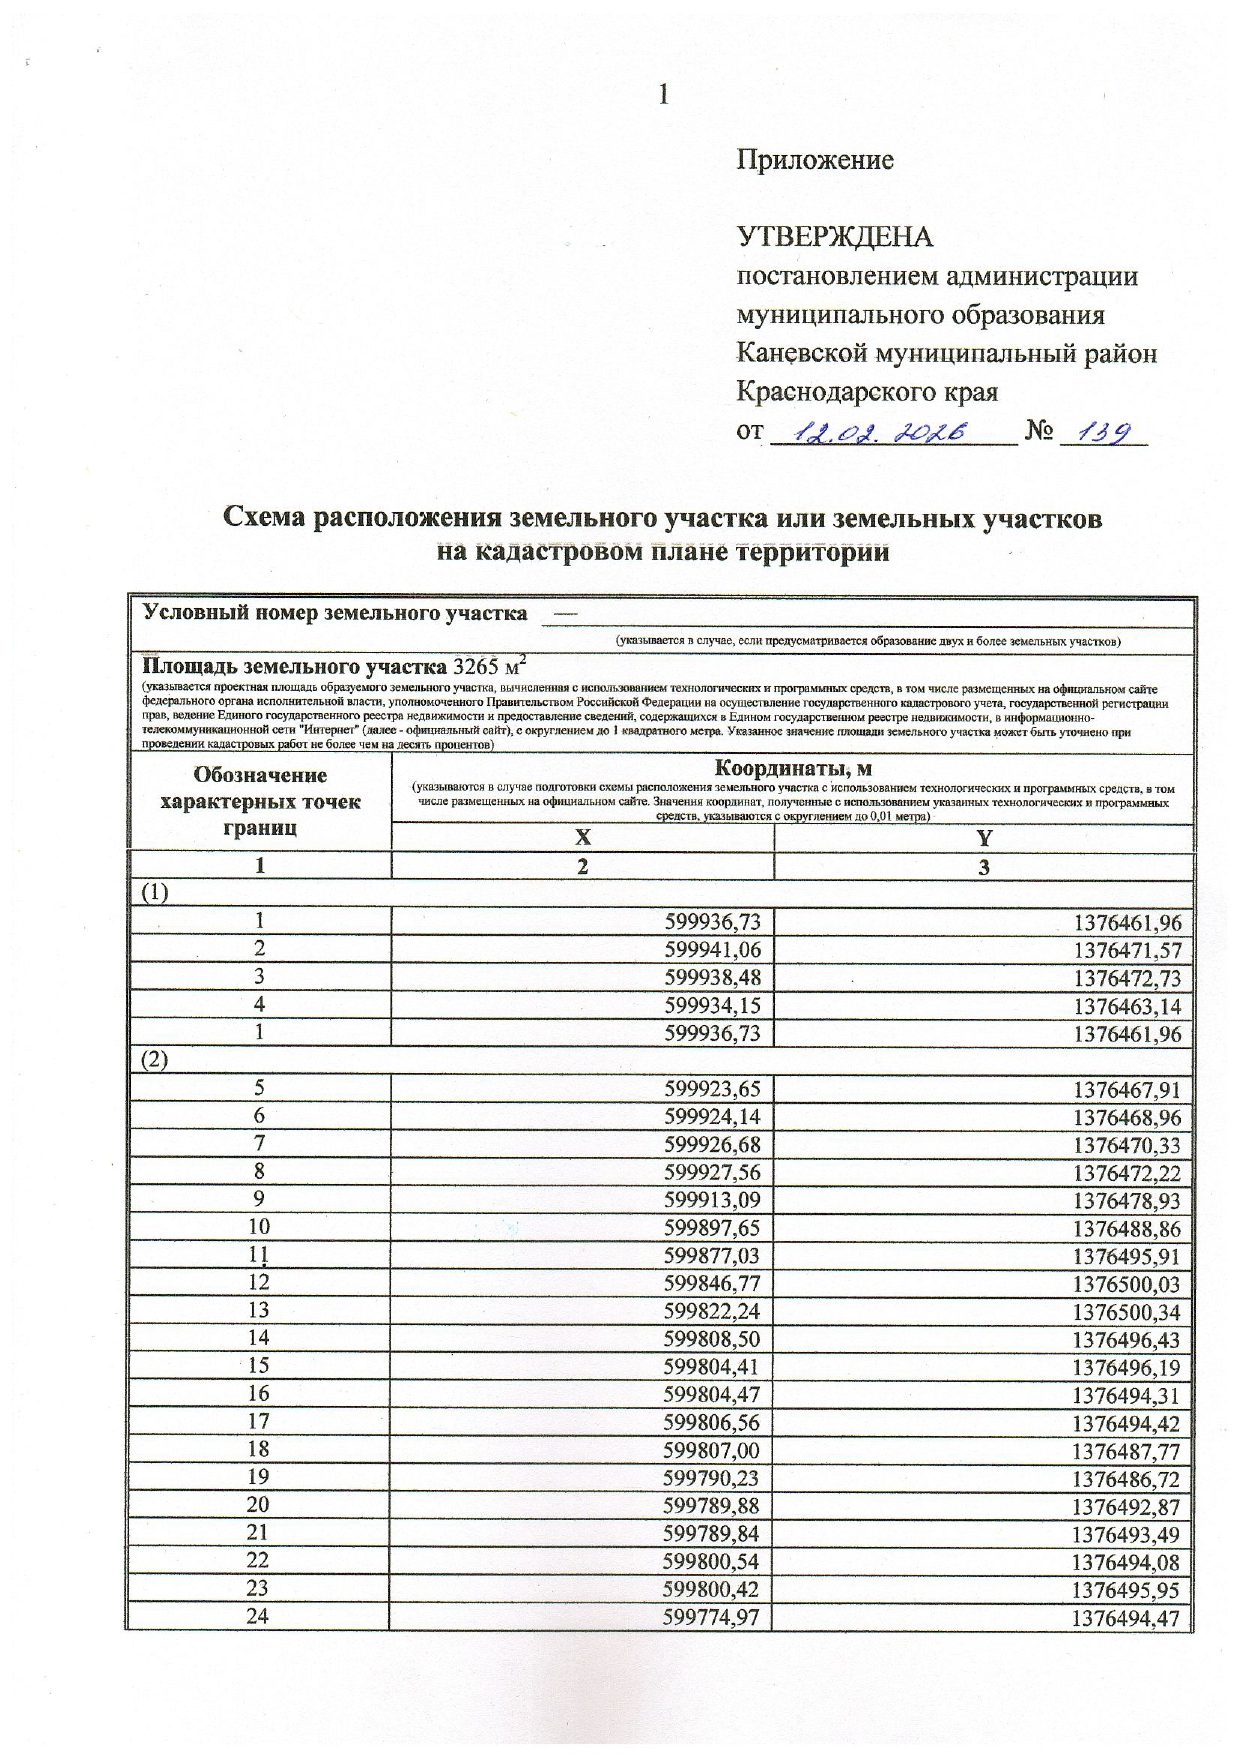 1
Приложение
УТВЕРЖДЕНА
постановлением администрации
муниципального образования
Каневской муниципальный район
Краснодарского края
от 12.02.2026 № 139
Схема расположения земельного участка или земельных участков
на кадастровом плане территории
Условный номер земельного участка —
(указывается в случае, если предусматривается образование двух и более земельных участков)
Площадь земельного участка 3265 м²
(указывается проектная площадь образуемого земельного участка, вычисленная с использованием технологических и программных средств, в том числе размещенных на официальном сайте
федерального органа исполнительной власти, уполномоченного Правительством Российской Федерации на осуществление государственного кадастрового учета, государственной регистрации
прав, ведение Единого государственного реестра недвижимости и предоставление сведений, содержащихся в Едином государственном реестре недвижимости, в информационно-
телекоммуникационной сети "Интернет" (далее - официальный сайт), с округлением до 1 квадратного метра. Указанное значение площади земельного участка может быть уточнено при
проведении кадастровых работ не более чем на десять процентов)
Обозначение
характерных точек
границ
Координаты, м
(указываются в случае подготовки схемы расположения земельного участка с использованием технологических и программных средств, в том
числе размещенных на официальном сайте. Значения координат, полученные с использованием указанных технологических и программных
средств, указываются с округлением до 0,01 метра)
X Y
1 2 3
(1)
1 599936,73 1376461,96
2 599941,06 1376471,57
3 599938,48 1376472,73
4 599934,15 1376463,14
1 599936,73 1376461,96
(2)
5 599923,65 1376467,91
6 599924,14 1376468,96
7 599926,68 1376470,33
8 599927,56 1376472,22
9 599913,09 1376478,93
10 599897,65 1376488,86
11 599877,03 1376495,91
12 599846,77 1376500,03
13 599822,24 1376500,34
14 599808,50 1376496,43
15 599804,41 1376496,19
16 599804,47 1376494,31
17 599806,56 1376494,42
18 599807,00 1376487,77
19 599790,23 1376486,72
20 599789,88 1376492,87
21 599789,84 1376493,49
22 599800,54 1376494,08
23 599800,42 1376495,95
24 599774,97 1376494,47